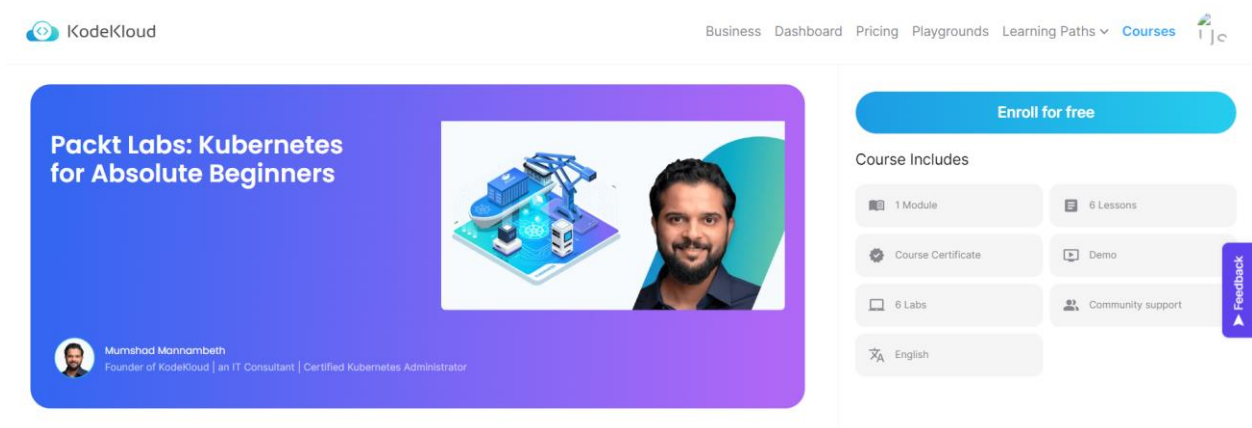 KodeKloud
Business Dashboard Pricing Playgrounds Learning Paths Courses
Packt Labs: Kubernetes
for Absolute Beginners
Mumshad Mannambeth
Founder of KodeKloud | an IT Consultant | Certified Kubernetes Administrator
Enroll for free
Course Includes
1 Module
6 Lessons
Course Certificate
Demo
6 Labs
Community support
English
Feedback